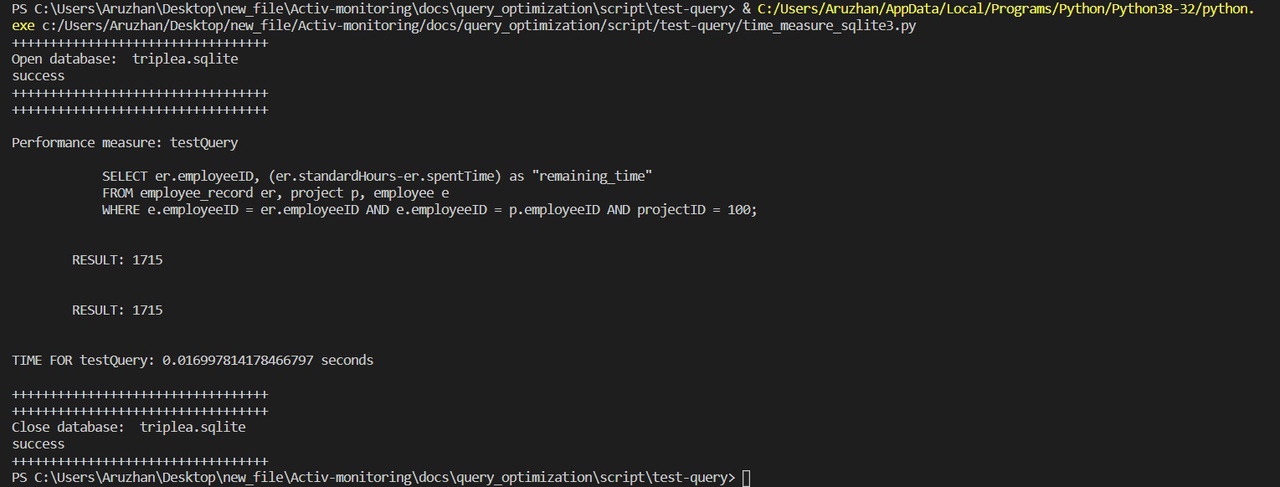 PS C:\Users\Aruzhan\Desktop\new_file\Activ-monitoring\docs\query_optimization\script\test-query> & C:/Users/Aruzhan/AppData/Local/Programs/Python/Python38-32/python.
exe c:/Users/Aruzhan/Desktop/new_file/Activ-monitoring/docs/query_optimization/script/test-query/time_measure_sqlite3.py
++++++++++++++++++++++++++++++++++
Open database:  triplea.sqlite
success
++++++++++++++++++++++++++++++++++
++++++++++++++++++++++++++++++++++
Performance measure: testQuery
SELECT er.employeeID, (er.standardHours-er.spentTime) as "remaining_time"
FROM employee_record er, project p, employee e
WHERE e.employeeID = er.employeeID AND e.employeeID = p.employeeID AND projectID = 100;
RESULT: 1715
RESULT: 1715
TIME FOR testQuery: 0.016997814178466797 seconds
++++++++++++++++++++++++++++++++++
++++++++++++++++++++++++++++++++++
Close database:  triplea.sqlite
success
++++++++++++++++++++++++++++++++++
PS C:\Users\Aruzhan\Desktop\new_file\Activ-monitoring\docs\query_optimization\script\test-query>